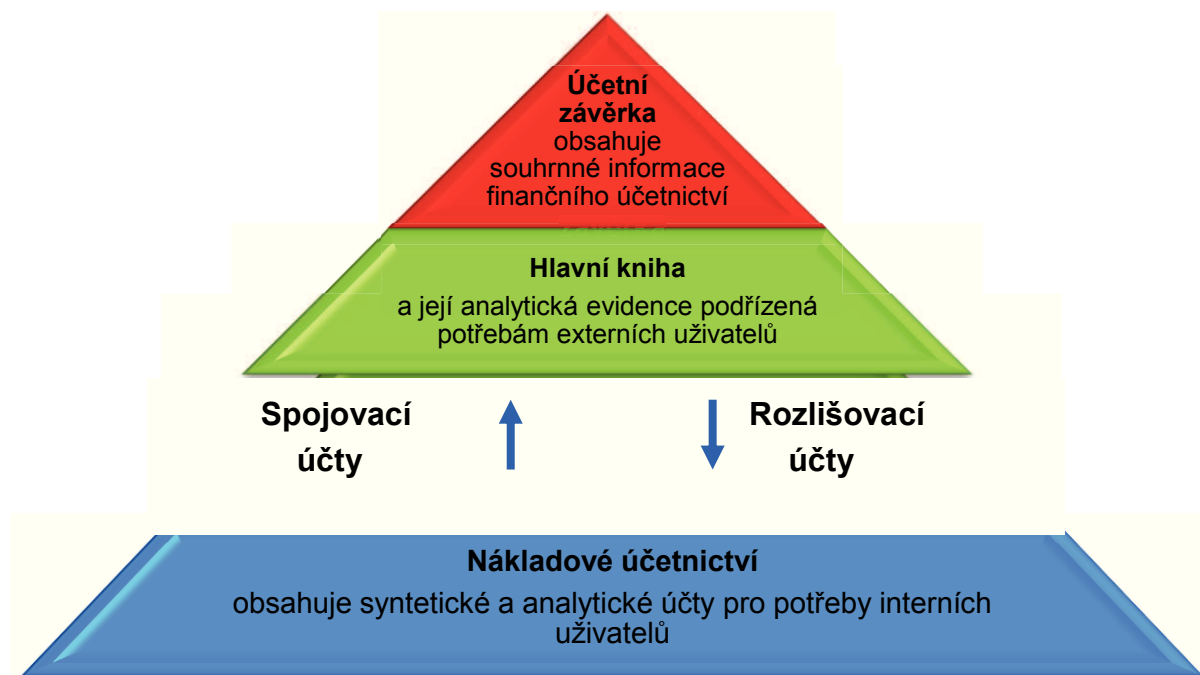 Účetní
závěrka
obsahuje
souhrnné informace
finančního účetnictví
Hlavní kniha
a její analytická evidence podřízená
potřebám externích uživatelů
Spojovací
účty
Rozlišovací
účty
Nákladové účetnictví
obsahuje syntetické a analytické účty pro potřeby interních
uživatelů